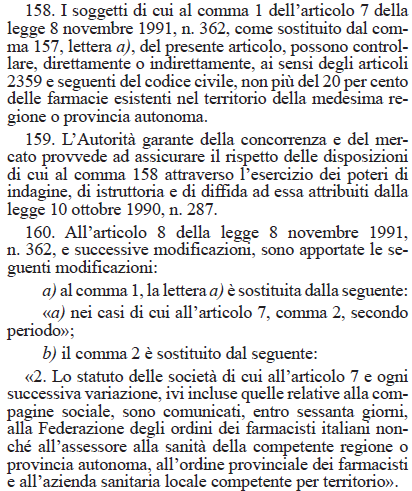 158. I soggetti di cui al comma 1 dell'articolo 7 della
legge 8 novembre 1991, n. 362, come sostituito dal com-
ma 157, lettera a), del presente articolo, possono control-
lare, direttamente o indirettamente, ai sensi degli articoli
2359 e seguenti del codice civile, non più del 20 per cento
delle farmacie esistenti nel territorio della medesima re-
gione o provincia autonoma.
159. L'Autorità garante della concorrenza e del mer-
cato provvede ad assicurare il rispetto delle disposizioni
di cui al comma 158 attraverso l'esercizio dei poteri di
indagine, di istruttoria e di diffida ad essa attribuiti dalla
legge 10 ottobre 1990, n. 287.
160. All'articolo 8 della legge 8 novembre 1991,
n. 362, e successive modificazioni, sono apportate le se-
guenti modificazioni:
a) al comma 1, la lettera a) è sostituita dalla seguente:
«a) nei casi di cui all'articolo 7, comma 2, secondo
periodo»;
b) il comma 2 è sostituito dal seguente:
«2. Lo statuto delle società di cui all'articolo 7 e ogni
successiva variazione, ivi incluse quelle relative alla com-
pagine sociale, sono comunicati, entro sessanta giorni,
alla Federazione degli ordini dei farmacisti italiani non-
ché all'assessore alla sanità della competente regione o
provincia autonoma, all'ordine provinciale dei farmacisti
e all'azienda sanitaria locale competente per territorio».